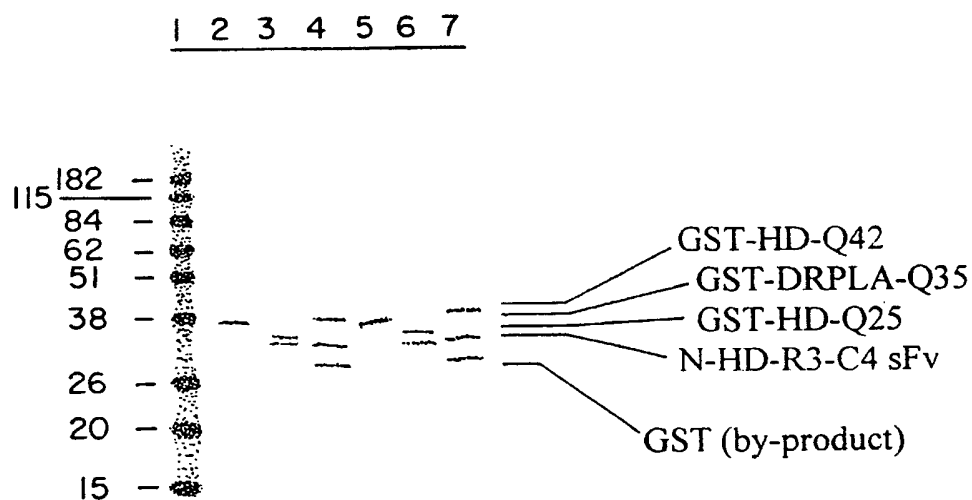 1 2 3 4 5 6 7
182
115
84
62
51
38
26
20
15
GST-HD-Q42
GST-DRPLA-Q35
GST-HD-Q25
N-HD-R3-C4 sFv
GST (by-product)